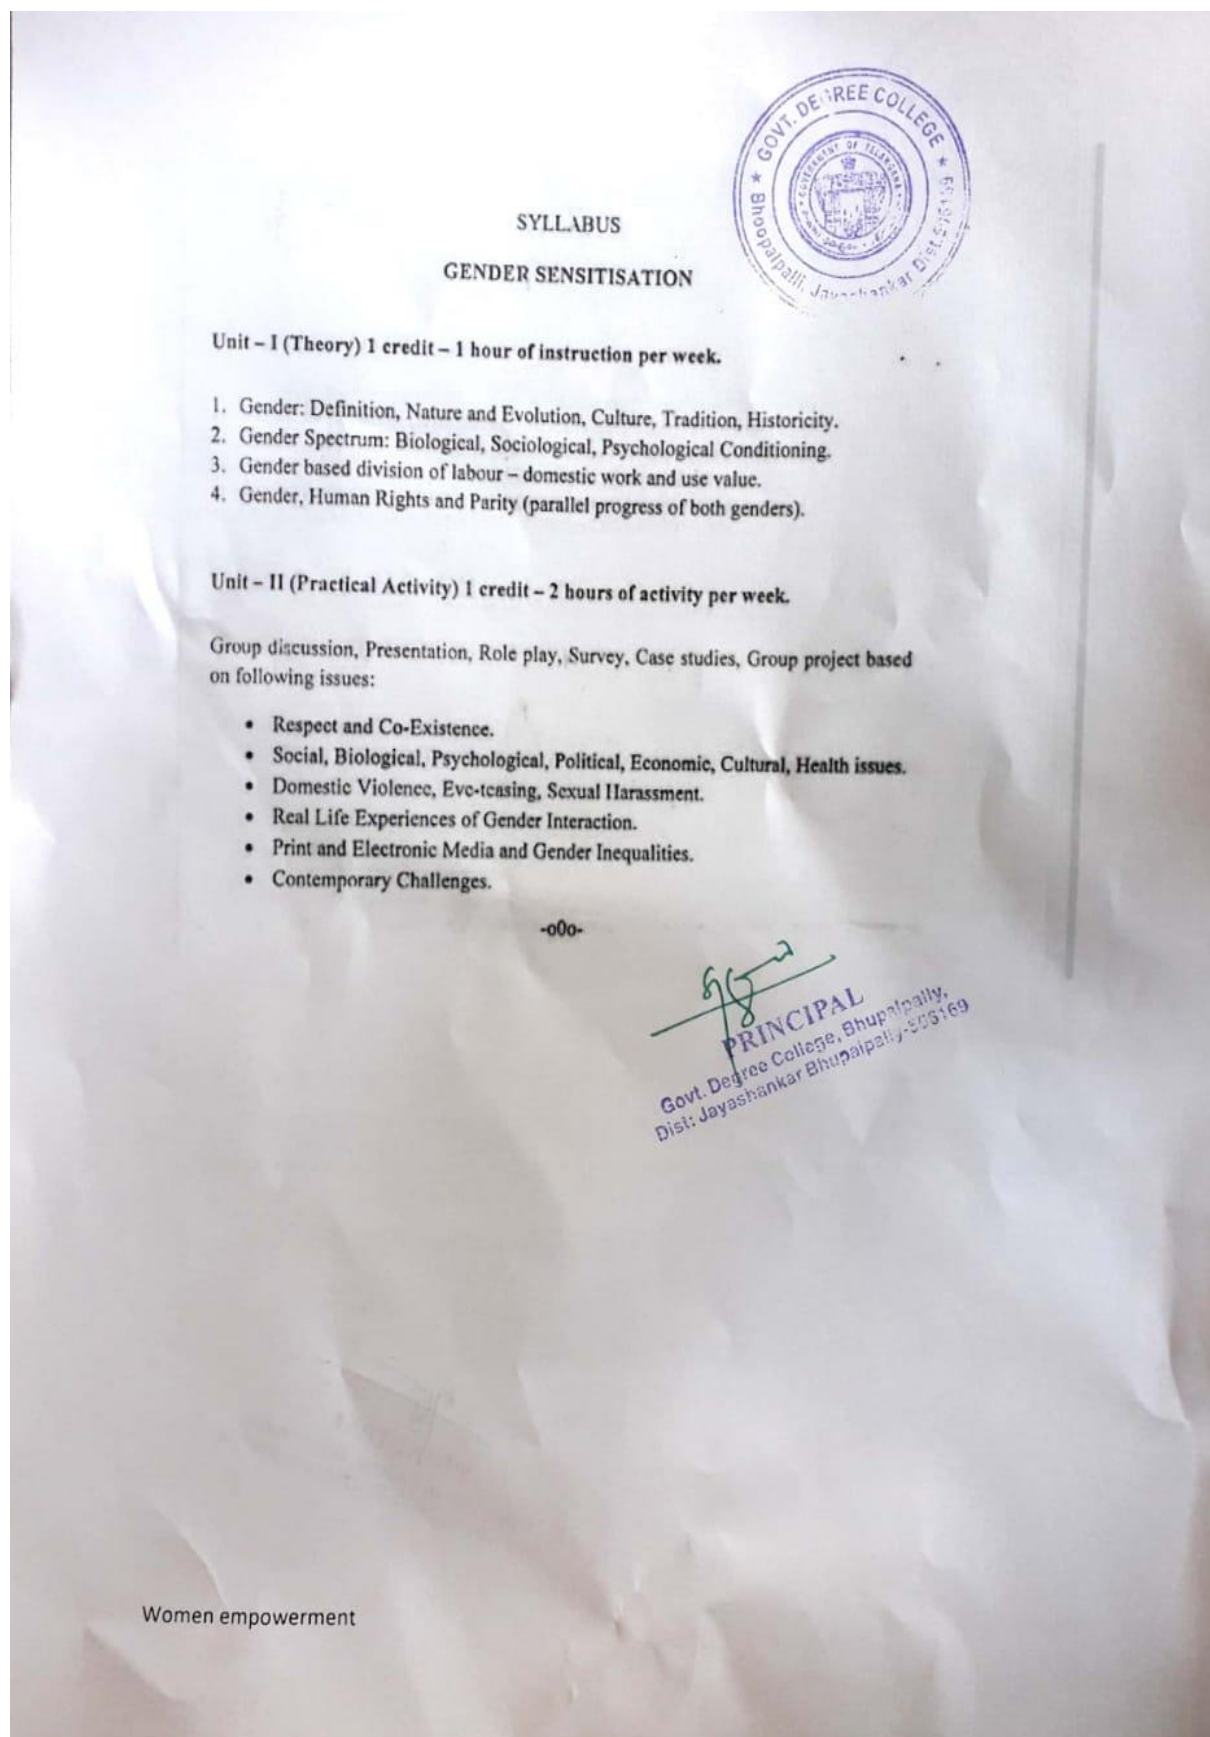 GOVT. DEGREE COLLEGE
Bhoopalpalli, Jayashankar Dist.
GOVERNMENT OF TELANGANA
SYLLABUS
GENDER SENSITISATION
Unit – I (Theory) 1 credit – 1 hour of instruction per week.
1. Gender: Definition, Nature and Evolution, Culture, Tradition, Historicity.
2. Gender Spectrum: Biological, Sociological, Psychological Conditioning.
3. Gender based division of labour – domestic work and use value.
4. Gender, Human Rights and Parity (parallel progress of both genders).
Unit – II (Practical Activity) 1 credit – 2 hours of activity per week.
Group discussion, Presentation, Role play, Survey, Case studies, Group project based
on following issues:
• Respect and Co-Existence.
• Social, Biological, Psychological, Political, Economic, Cultural, Health issues.
• Domestic Violence, Eve-teasing, Sexual Harassment.
• Real Life Experiences of Gender Interaction.
• Print and Electronic Media and Gender Inequalities.
• Contemporary Challenges.
-o0o-
PRINCIPAL
Govt. Degree College, Bhupalpally,
Dist: Jayashankar Bhupalpally-506169
Women empowerment